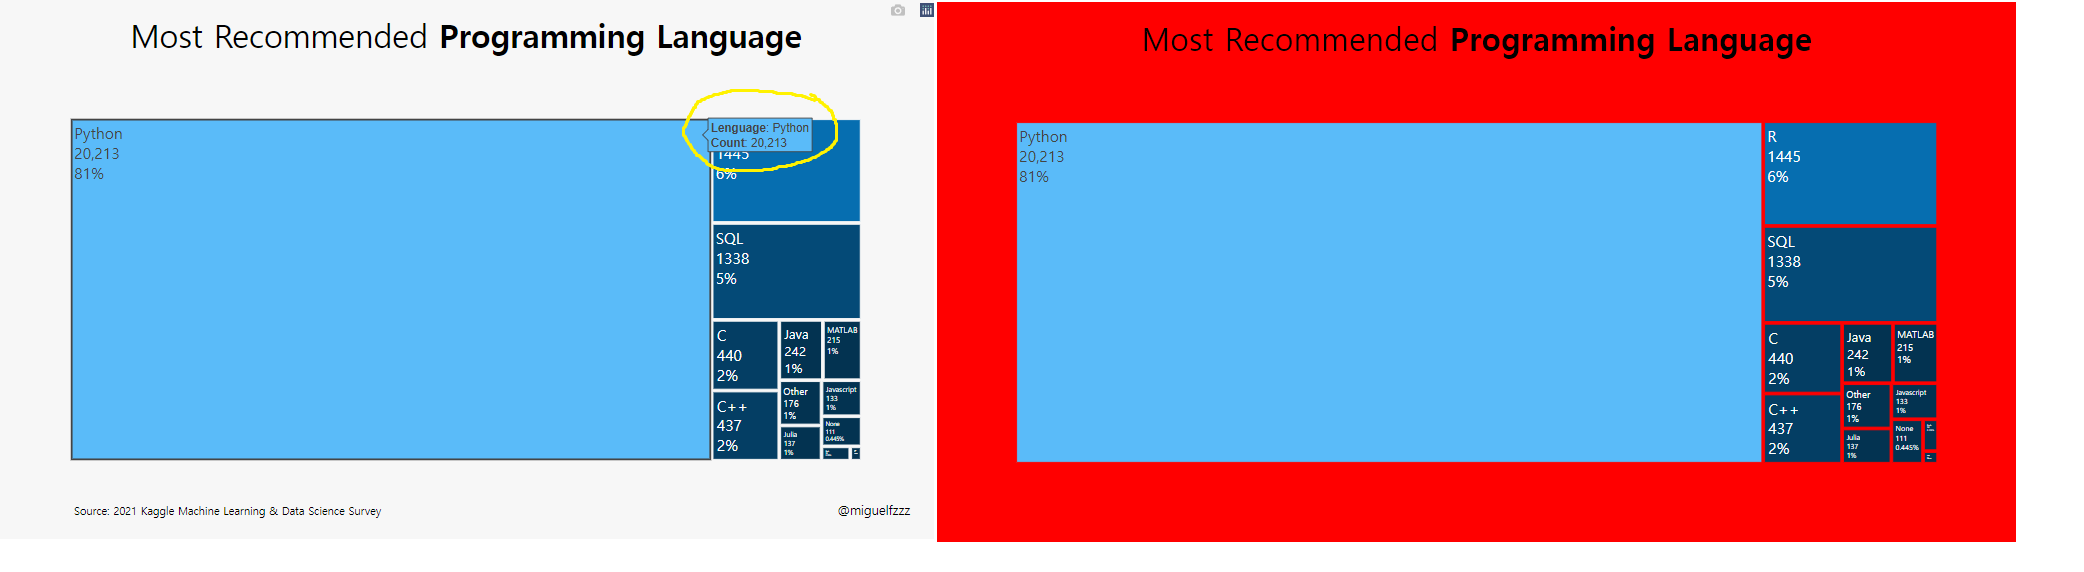 Most Recommended Programming Language
Python
20,213
81%
Lenguage: Python
Count: 20,213
1445
6%
SQL
1338
5%
C
440
2%
Java
242
1%
MATLAB
215
1%
C++
437
2%
Other
176
1%
Javascript
133
1%
Julia
137
1%
None
111
0.445%
Source: 2021 Kaggle Machine Learning & Data Science Survey
@miguelfzzz
Most Recommended Programming Language
Python
20,213
81%
R
1445
6%
SQL
1338
5%
C
440
2%
Java
242
1%
MATLAB
215
1%
C++
437
2%
Other
176
1%
Javascript
133
1%
Julia
137
1%
None
111
0.445%